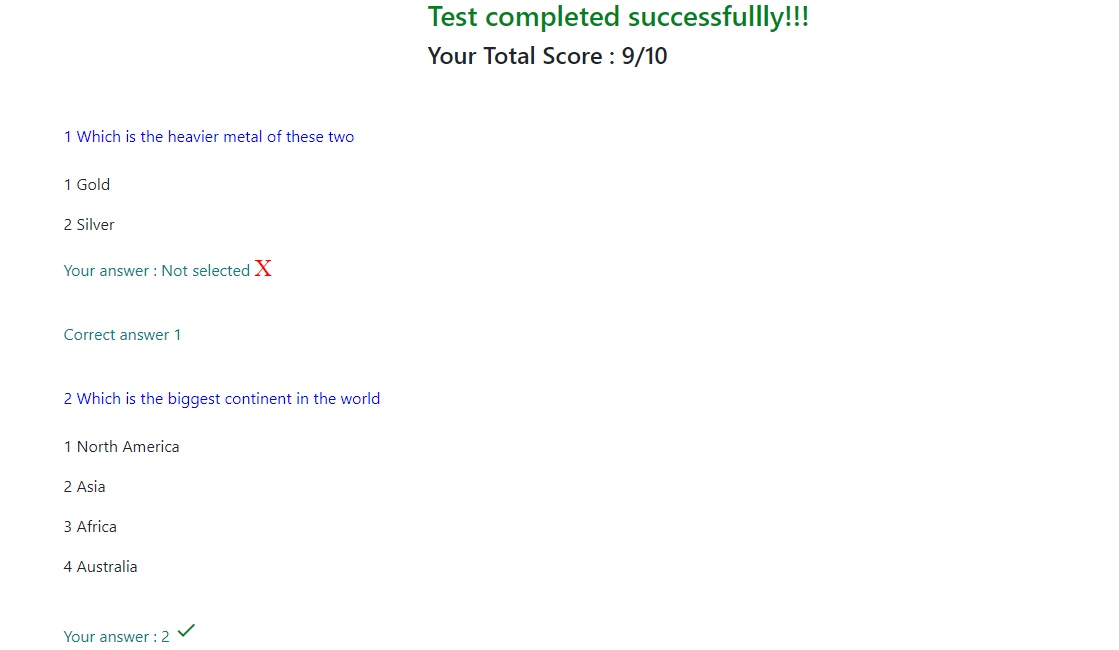 Test completed successfullly!!!
Your Total Score : 9/10
1 Which is the heavier metal of these two
1 Gold
2 Silver
Your answer : Not selected X
Correct answer 1
2 Which is the biggest continent in the world
1 North America
2 Asia
3 Africa
4 Australia
Your answer : 2 ✓